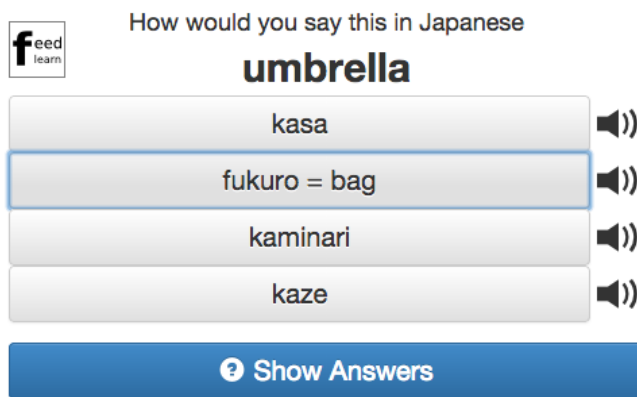 feed
learn
How would you say this in Japanese
umbrella
kasa
fukuro = bag
kaminari
kaze
? Show Answers